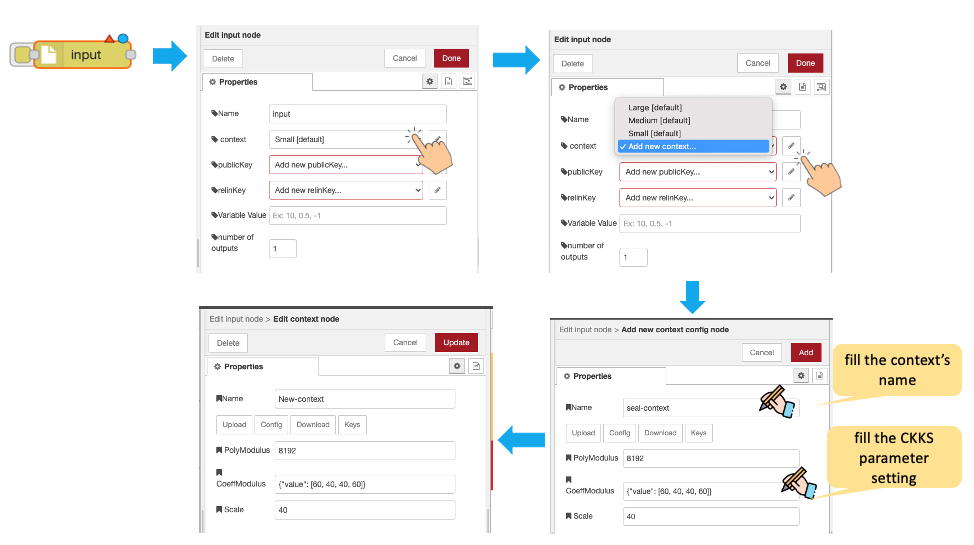 input
Edit input node
Delete
Cancel
Done
Properties
Name
Input
context
Small [default]
publicKey
Add new publicKey...
relinKey
Add new relinKey...
Variable Value
Ex: 10, 0.5, -1
number of
outputs
1
Edit input node
Delete
Cancel
Done
Properties
Name
Large [default]
Medium [default]
Small [default]
✓ Add new context...
context
publicKey
Add new publicKey...
relinKey
Add new relinKey...
Variable Value
Ex: 10, 0.5, -1
number of
outputs
1
Edit input node > Add new context config node
Cancel
Add
Properties
Name
seal-context
Upload
Config
Download
Keys
PolyModulus
8192
CoeffModulus
{"value": [60, 40, 40, 60]}
Scale
40
fill the context's
name
fill the CKKS
parameter
setting
Edit input node > Edit context node
Delete
Cancel
Update
Properties
Name
New-context
Upload
Config
Download
Keys
PolyModulus
8192
CoeffModulus
{"value": [60, 40, 40, 60]}
Scale
40